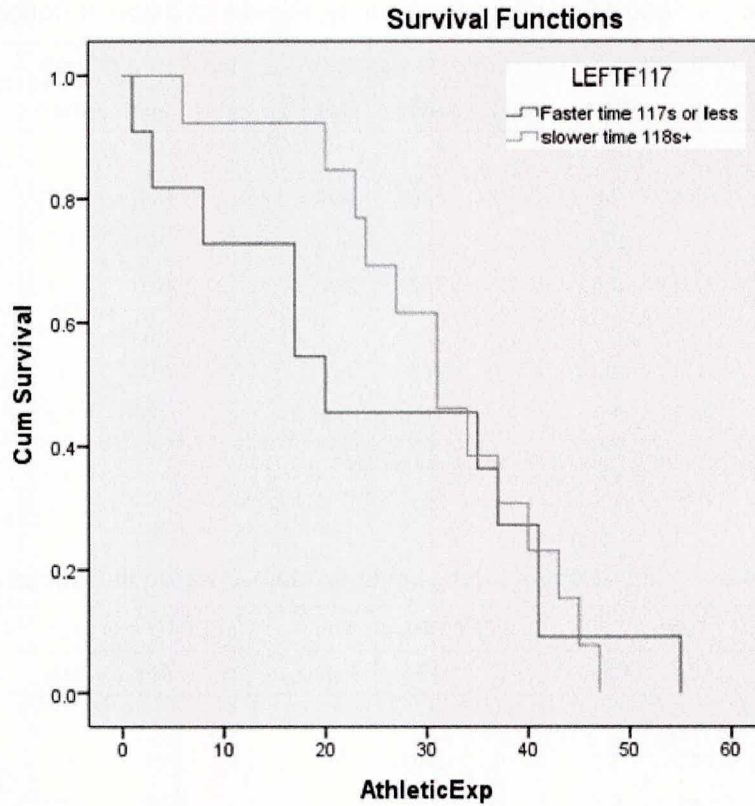 Survival Functions
LEFTF117
Faster time 117s or less
slower time 118s+
Cum Survival
1.0
0.8
0.6
0.4
0.2
0.0
0 10 20 30 40 50 60
AthleticExp